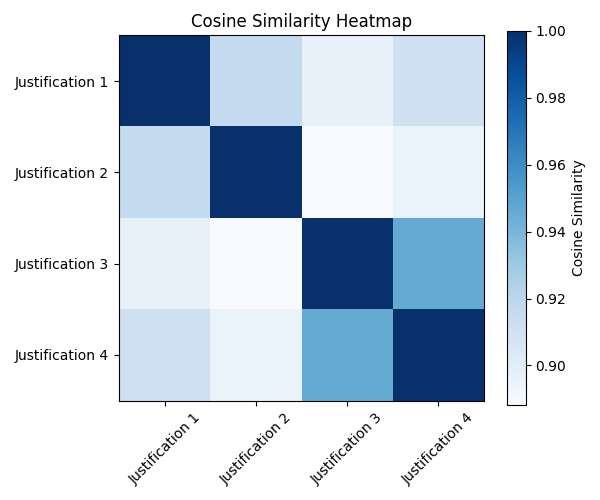 Cosine Similarity Heatmap
Justification 1
Justification 2
Justification 3
Justification 4
Justification 1
Justification 2
Justification 3
Justification 4
1.00
0.98
0.96
0.94
0.92
0.90
Cosine Similarity